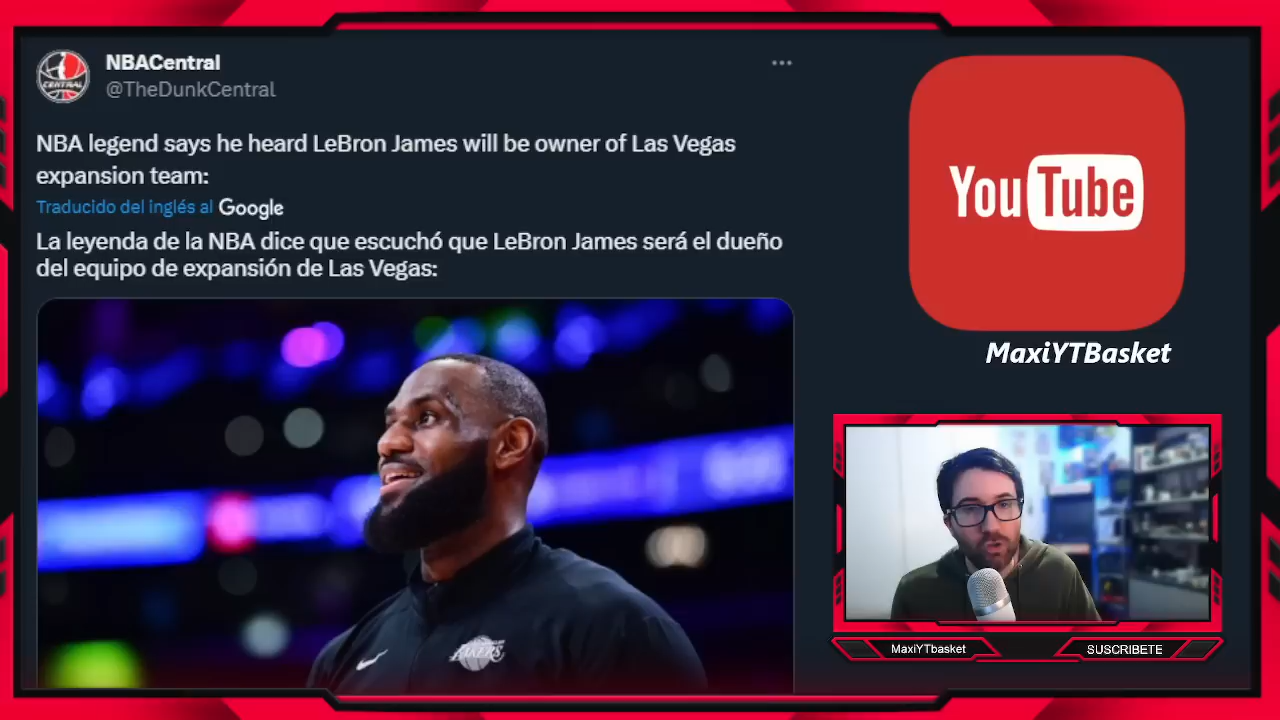 NBACentral
@TheDunkCentral
NBA legend says he heard LeBron James will be owner of Las Vegas
expansion team:
Traducido del inglés al Google
La leyenda de la NBA dice que escuchó que LeBron James será el dueño
del equipo de expansión de Las Vegas:
CENTRAL
LAKERS
YouTube
MaxiYTBasket
MaxiYTbasket
SUSCRIBETE